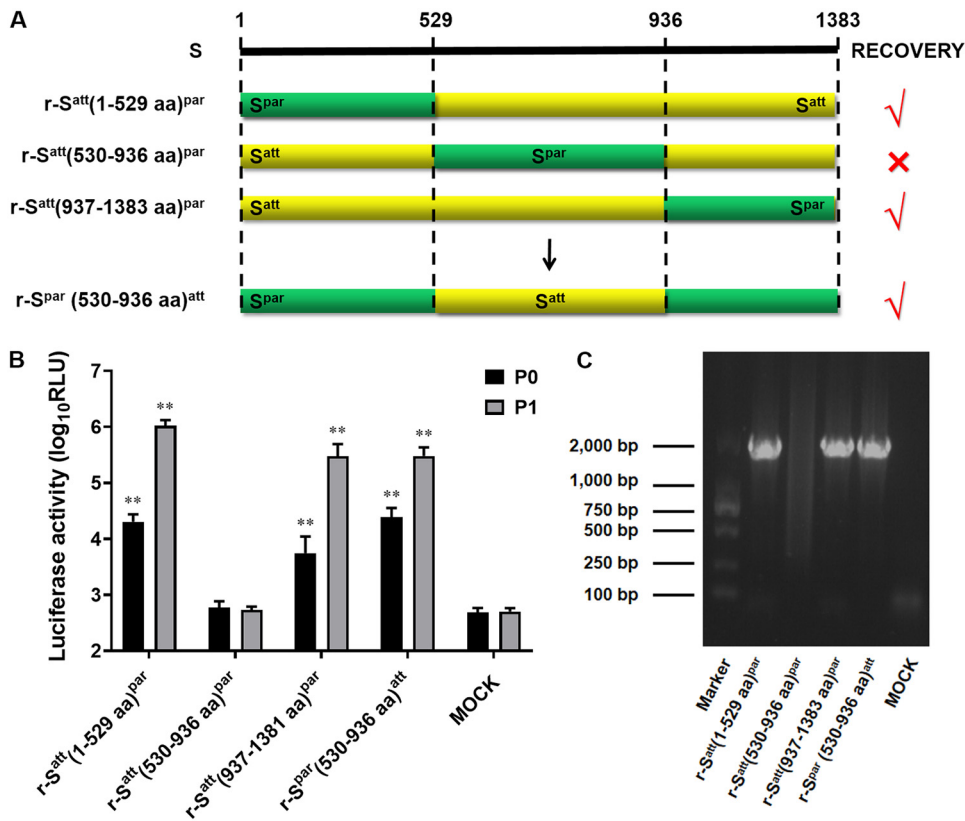 A
1 529 936 1383
S RECOVERY
r-Sᵃᵗᵗ(1-529 aa)ᵖᵃʳ Sᵖᵃʳ Sᵃᵗᵗ √
r-Sᵃᵗᵗ(530-936 aa)ᵖᵃʳ Sᵃᵗᵗ Sᵖᵃʳ ×
r-Sᵃᵗᵗ(937-1383 aa)ᵖᵃʳ Sᵃᵗᵗ Sᵖᵃʳ √
r-Sᵖᵃʳ (530-936 aa)ᵃᵗᵗ Sᵖᵃʳ Sᵃᵗᵗ √
B
Luciferase activity (log₁₀RLU)
7
6
5
4
3
2
P0
P1
** **
** **
** **
r-Sᵃᵗᵗ(1-529 aa)ᵖᵃʳ
r-Sᵃᵗᵗ(530-936 aa)ᵖᵃʳ
r-Sᵃᵗᵗ(937-1381 aa)ᵖᵃʳ
r-Sᵖᵃʳ (530-936 aa)ᵃᵗᵗ
MOCK
C
2,000 bp
1,000 bp
750 bp
500 bp
250 bp
100 bp
Marker
r-Sᵃᵗᵗ(1-529 aa)ᵖᵃʳ
r-Sᵃᵗᵗ(530-936 aa)ᵖᵃʳ
r-Sᵃᵗᵗ(937-1383 aa)ᵖᵃʳ
r-Sᵖᵃʳ (530-936 aa)ᵃᵗᵗ
MOCK